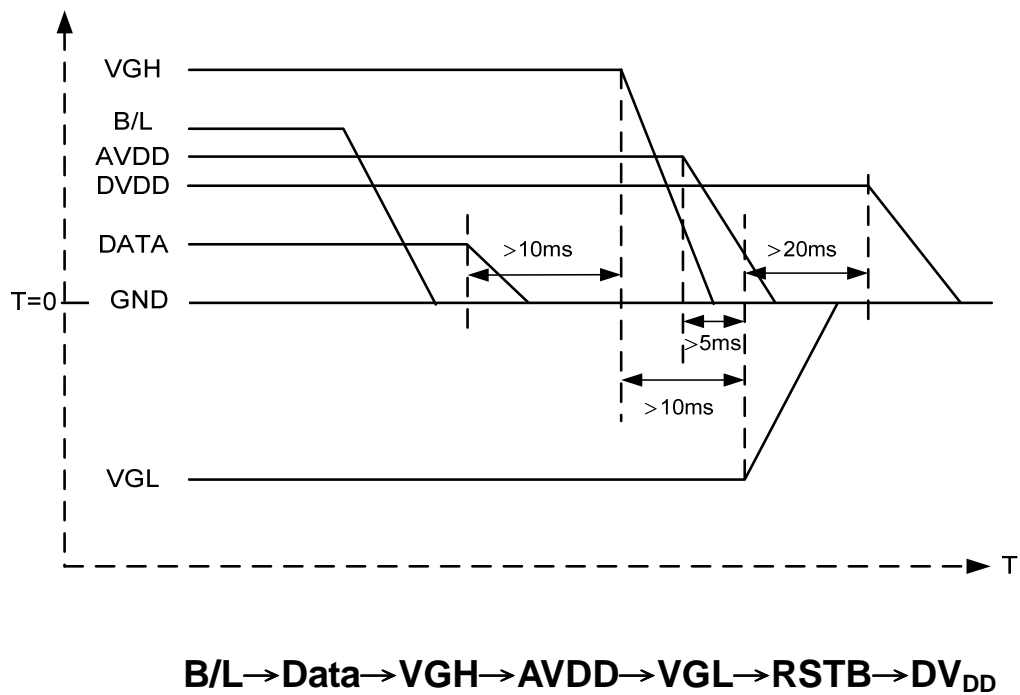 VGH
B/L
AVDD
DVDD
>20ms
DATA
>10ms
T=0
GND
>5ms
>10ms
VGL
T
B/L→Data→VGH→AVDD→VGL→RSTB→DVDD